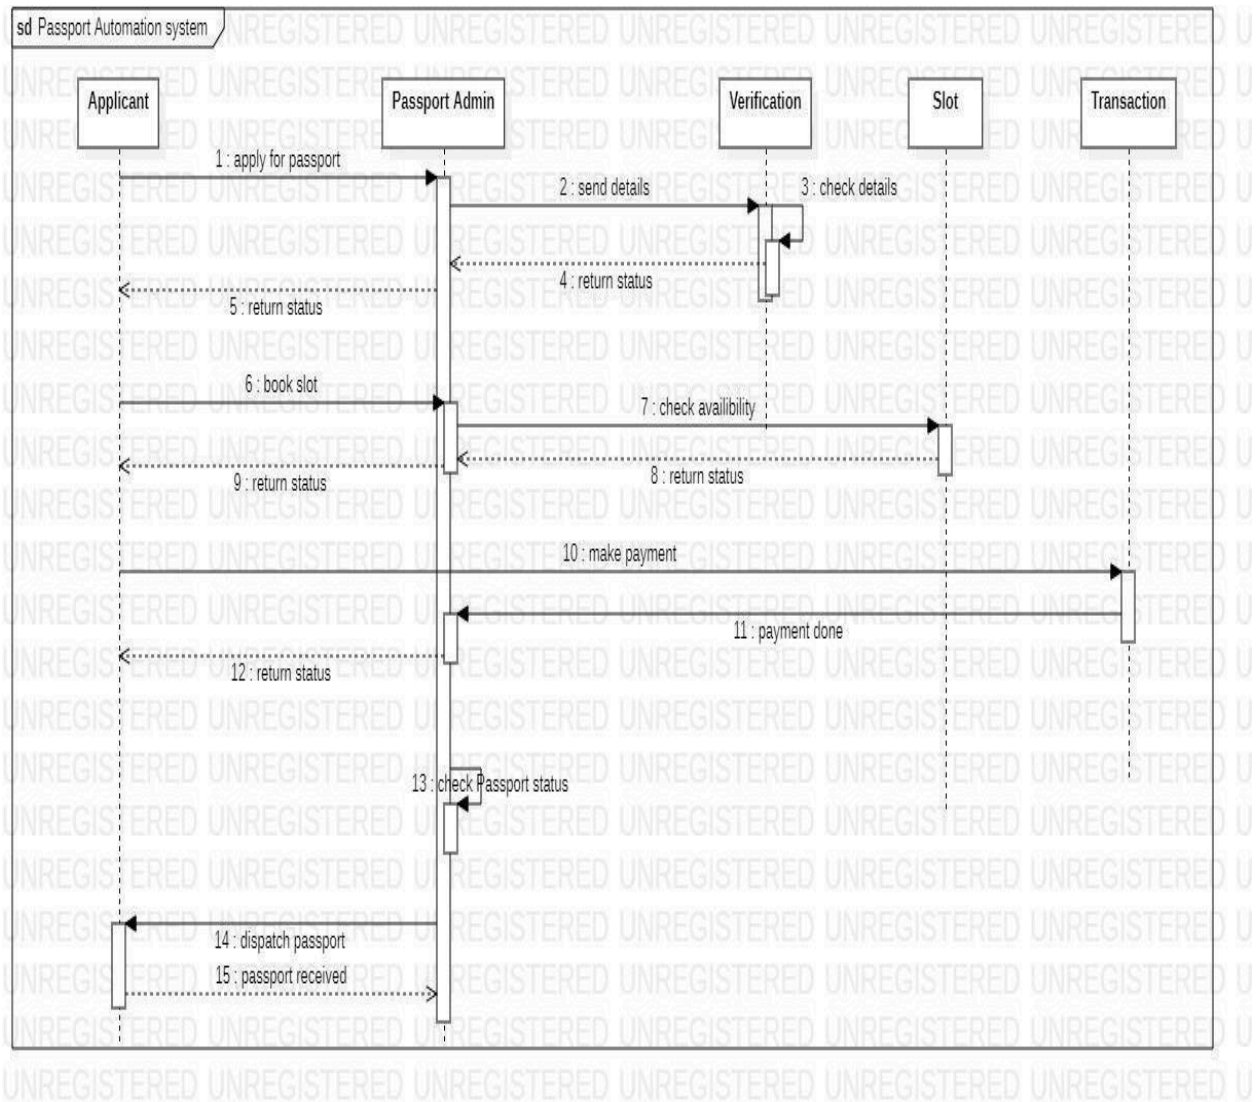 sd Passport Automation system
Applicant
Passport Admin
Verification
Slot
Transaction
1 : apply for passport
2 : send details
3 : check details
4 : return status
5 : return status
6 : book slot
7 : check availibility
8 : return status
9 : return status
10 : make payment
11 : payment done
12 : return status
13 : check Passport status
14 : dispatch passport
15 : passport received
UNREGISTERED